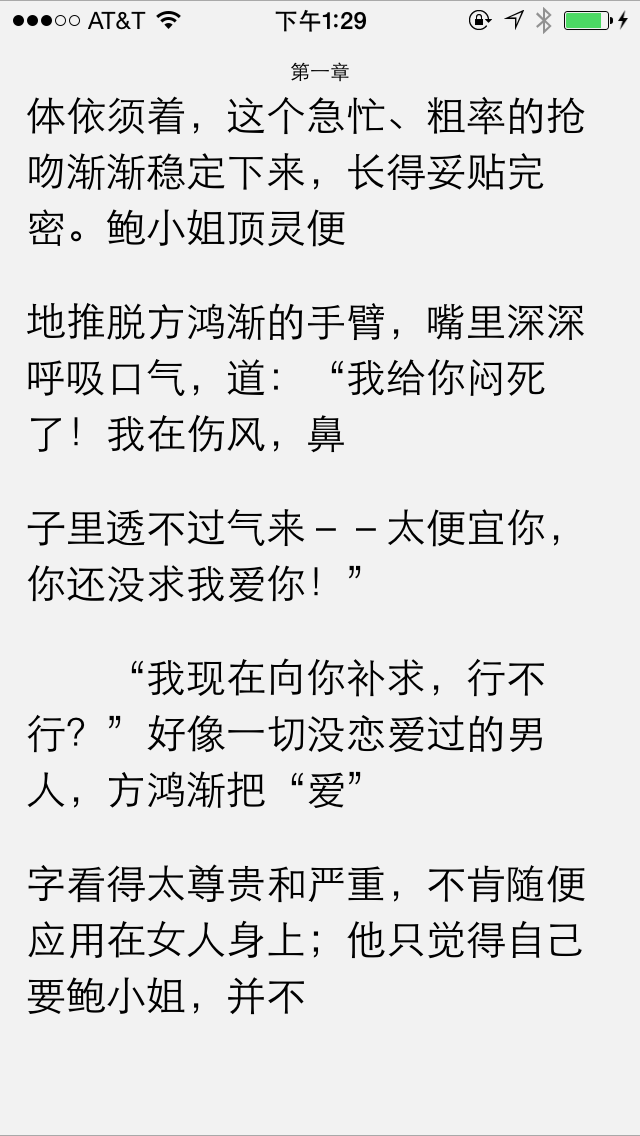 AT&T 下午1:29
第一章
体依须着，这个急忙、粗率的抢
吻渐渐稳定下来，长得妥贴完
密。鲍小姐顶灵便
地推脱方鸿渐的手臂，嘴里深深
呼吸口气，道：“我给你闷死
了！我在伤风，鼻
子里透不过气来－－太便宜你，
你还没求我爱你！”
“我现在向你补求，行不
行？”好像一切没恋爱过的男
人，方鸿渐把“爱”
字看得太尊贵和严重，不肯随便
应用在女人身上；他只觉得自己
要鲍小姐，并不